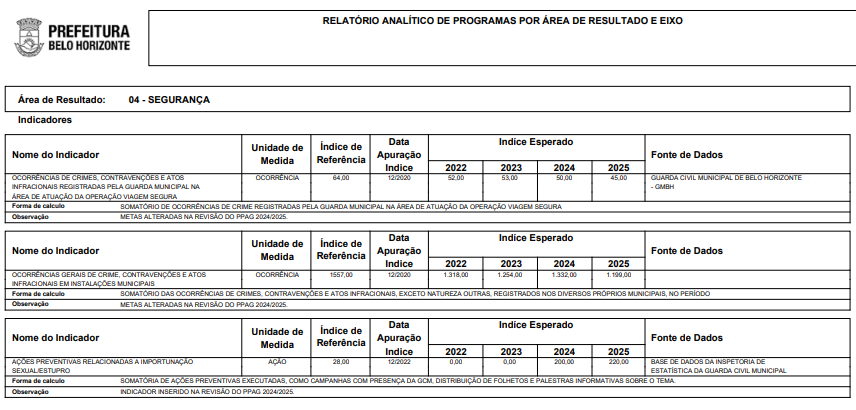 PREFEITURA
BELO HORIZONTE
RELATÓRIO ANALÍTICO DE PROGRAMAS POR ÁREA DE RESULTADO E EIXO
Área de Resultado: 04 - SEGURANÇA
Indicadores
Nome do Indicador Unidade de Medida Índice de Referência Data Apuração Indice Indíce Esperado Fonte de Dados
2022 2023 2024 2025
OCORRÊNCIAS DE CRIMES, CONTRAVENÇÕES E ATOS OCORRÊNCIA 64,00 12/2020 52,00 53,00 50,00 45,00 GUARDA CIVIL MUNICIPAL DE BELO HORIZONTE
INFRACIONAIS REGISTRADAS PELA GUARDA MUNICIPAL NA - GMBH
ÁREA DE ATUAÇÃO DA OPERAÇÃO VIAGEM SEGURA
Forma de calculo SOMATÓRIO DE OCORRÊNCIAS DE CRIME REGISTRADAS PELA GUARDA MUNICIPAL NA ÁREA DE ATUAÇÃO DA OPERAÇÃO VIAGEM SEGURA
Observação METAS ALTERADAS NA REVISÃO DO PPAG 2024/2025.
Nome do Indicador Unidade de Medida Índice de Referência Data Apuração Indice Indíce Esperado Fonte de Dados
2022 2023 2024 2025
OCORRÊNCIAS GERAIS DE CRIME, CONTRAVENÇÕES E ATOS OCORRÊNCIA 1557,00 12/2020 1.318,00 1.254,00 1.332,00 1.199,00
INFRACIONAIS EM INSTALAÇÕES MUNICIPAIS
Forma de calculo SOMATÓRIO DAS OCORRÊNCIAS DE CRIMES, CONTRAVENÇÕES E ATOS INFRACIONAIS, EXCETO NATUREZA OUTRAS, REGISTRADOS NOS DIVERSOS PRÓPRIOS MUNICIPAIS, NO PERÍODO
Observação METAS ALTERADAS NA REVISÃO DO PPAG 2024/2025.
Nome do Indicador Unidade de Medida Índice de Referência Data Apuração Indice Indíce Esperado Fonte de Dados
2022 2023 2024 2025
AÇÕES PREVENTIVAS RELACIONADAS A IMPORTUNAÇÃO AÇÃO 28,00 12/2022 0,00 0,00 200,00 220,00 BASE DE DADOS DA INSPETORIA DE
SEXUAL/ESTUPRO ESTATÍSTICA DA GUARDA CIVIL MUNICIPAL
Forma de calculo SOMATÓRIA DE AÇÕES PREVENTIVAS EXECUTADAS, COMO CAMPANHAS COM PRESENÇA DA GCM, DISTRIBUIÇÃO DE FOLHETOS E PALESTRAS INFORMATIVAS SOBRE O TEMA.
Observação INDICADOR INSERIDO NA REVISÃO DO PPAG 2024/2025.